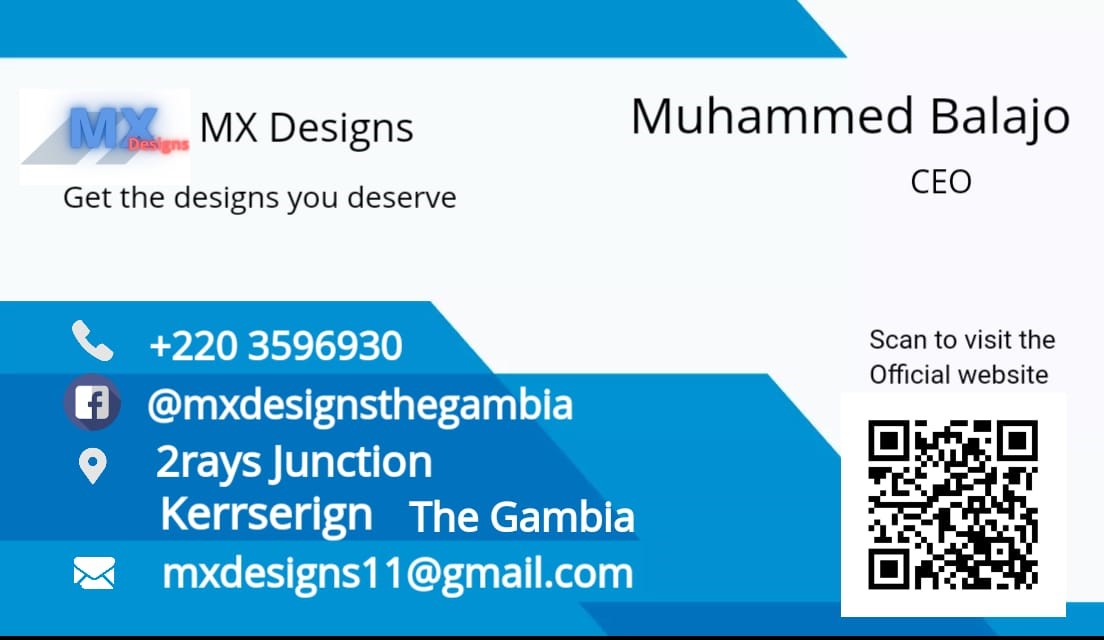 MX
Designs
MX Designs
Get the designs you deserve
Muhammed Balajo
CEO
+220 3596930
@mxdesignsthegambia
2rays Junction
Kerrserign The Gambia
mxdesigns11@gmail.com
Scan to visit the
Official website